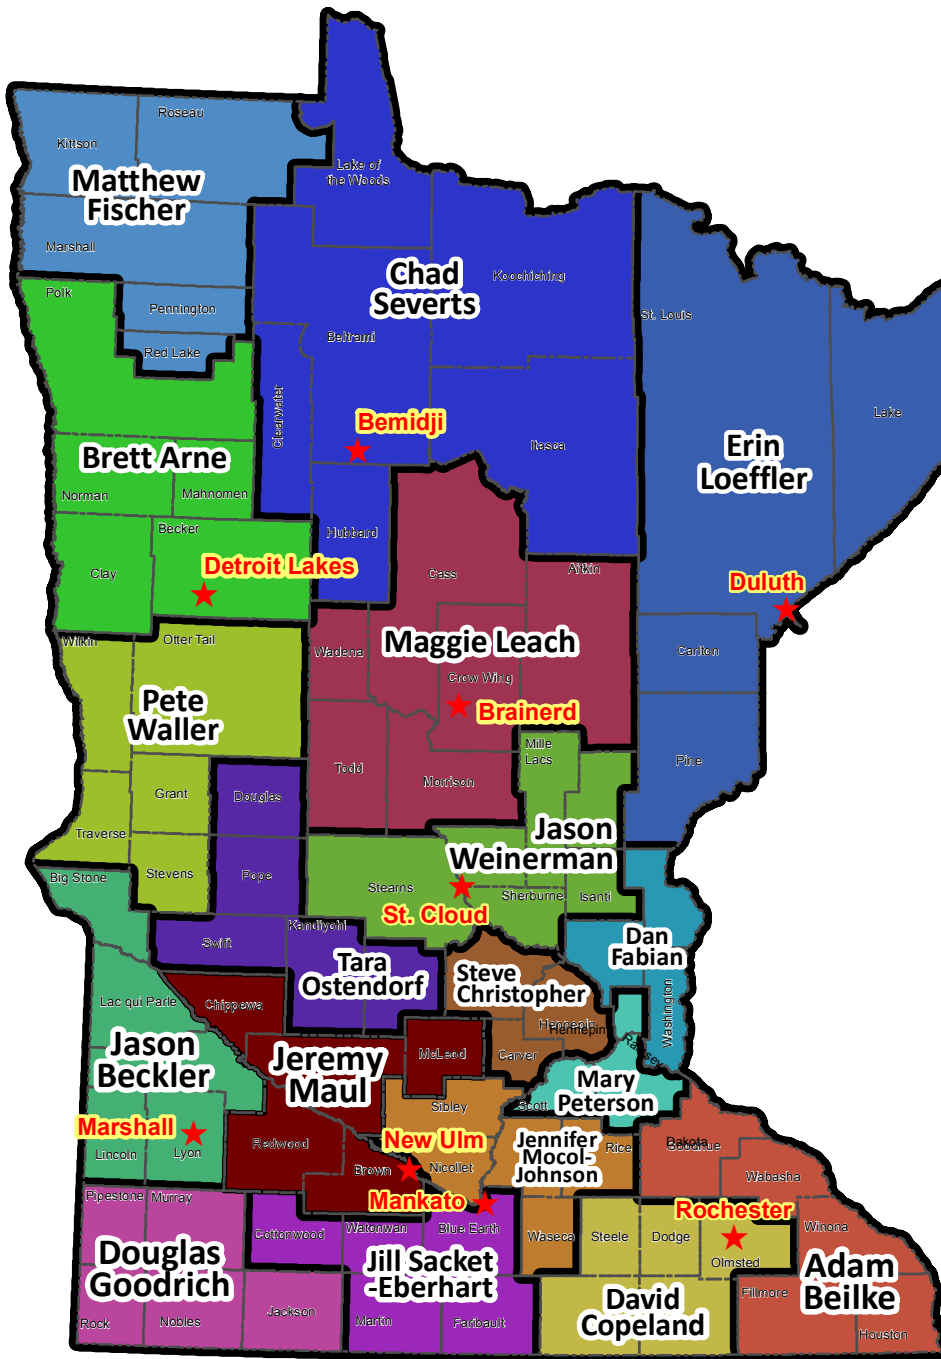 Roseau
Kittson
Matthew
Fischer
Marshall
Lake of
the Woods
Chad
Severts
Koochiching
Polk
Pennington
Red Lake
Beltrami
St. Louis
Clearwater
Bemidji
Itasca
Lake
Erin
Loeffler
Brett Arne
Norman
Mahnomen
Becker
Hubbard
Clay
Detroit Lakes
Cass
Aitkin
Duluth
Wilkin
Otter Tail
Wadena
Maggie Leach
Carlton
Crow Wing
Pete
Waller
Brainerd
Mille
Lacs
Todd
Morrison
Pine
Grant
Douglas
Traverse
Jason
Weinerman
Big Stone
Stevens
Pope
Stearns
Sherburne
Isanti
St. Cloud
Swift
Kandiyohi
Dan
Fabian
Tara
Ostendorf
Steve
Christopher
Washington
Lac qui Parle
Chippewa
Hennepin
Hennepin
Ramsey
Jason
Beckler
Jeremy
Maul
McLeod
Carver
Mary
Peterson
Scott
Sibley
Marshall
Lincoln
Lyon
Redwood
New Ulm
Brown
Nicollet
Jennifer
Mocol-
Johnson
Rice
Dakota
Goodhue
Wabasha
Pipestone
Murray
Mankato
Cottonwood
Watonwan
Blue Earth
Waseca
Steele
Dodge
Rochester
Olmsted
Winona
Douglas
Goodrich
Jill Sacket
-Eberhart
Adam
Beilke
Rock
Nobles
Jackson
Martin
Faribault
David
Copeland
Fillmore
Houston